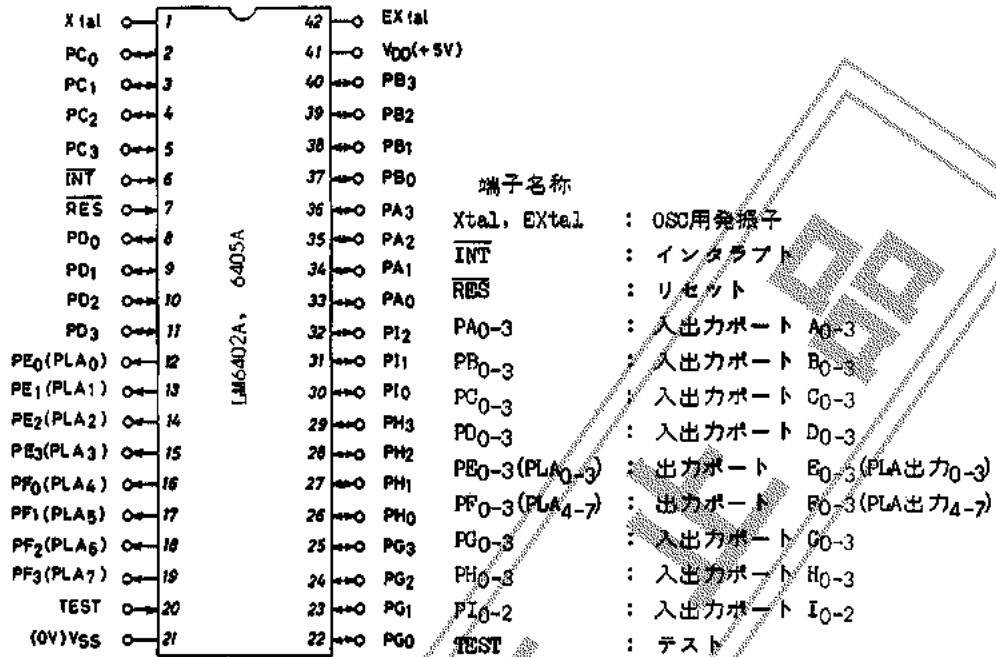 Xtal 1 42 EXtal
PC0 2 41 VDD(+5V)
PC1 3 40 PB3
PC2 4 39 PB2
PC3 5 38 PB1
INT 6 37 PB0
RES 7 36 PA3
PD0 8 35 PA2
PD1 9 34 PA1
PD2 10 33 PA0
PD3 11 32 PI2
PE0(PLA0) 12 31 PI1
PE1(PLA1) 13 30 PI0
PE2(PLA2) 14 29 PH3
PE3(PLA3) 15 28 PH2
PF0(PLA4) 16 27 PH1
PF1(PLA5) 17 26 PH0
PF2(PLA6) 18 25 PG3
PF3(PLA7) 19 24 PG2
TEST 20 23 PG1
(0V)VSS 21 22 PG0
LM6402A, 6405A
端子名称
Xtal, EXtal : OSC用発振子
INT : インタラプト
RES : リセット
PA0-3 : 入出力ポート A0-3
PB0-3 : 入出力ポート B0-3
PC0-3 : 入出力ポート C0-3
PD0-3 : 入出力ポート D0-3
PE0-3(PLA0-3) : 出力ポート E0-3(PLA出力0-3)
PF0-3(PLA4-7) : 出力ポート F0-3(PLA出力4-7)
PG0-3 : 入出力ポート G0-3
PH0-3 : 入出力ポート H0-3
PI0-2 : 入出力ポート I0-2
TEST : テスト